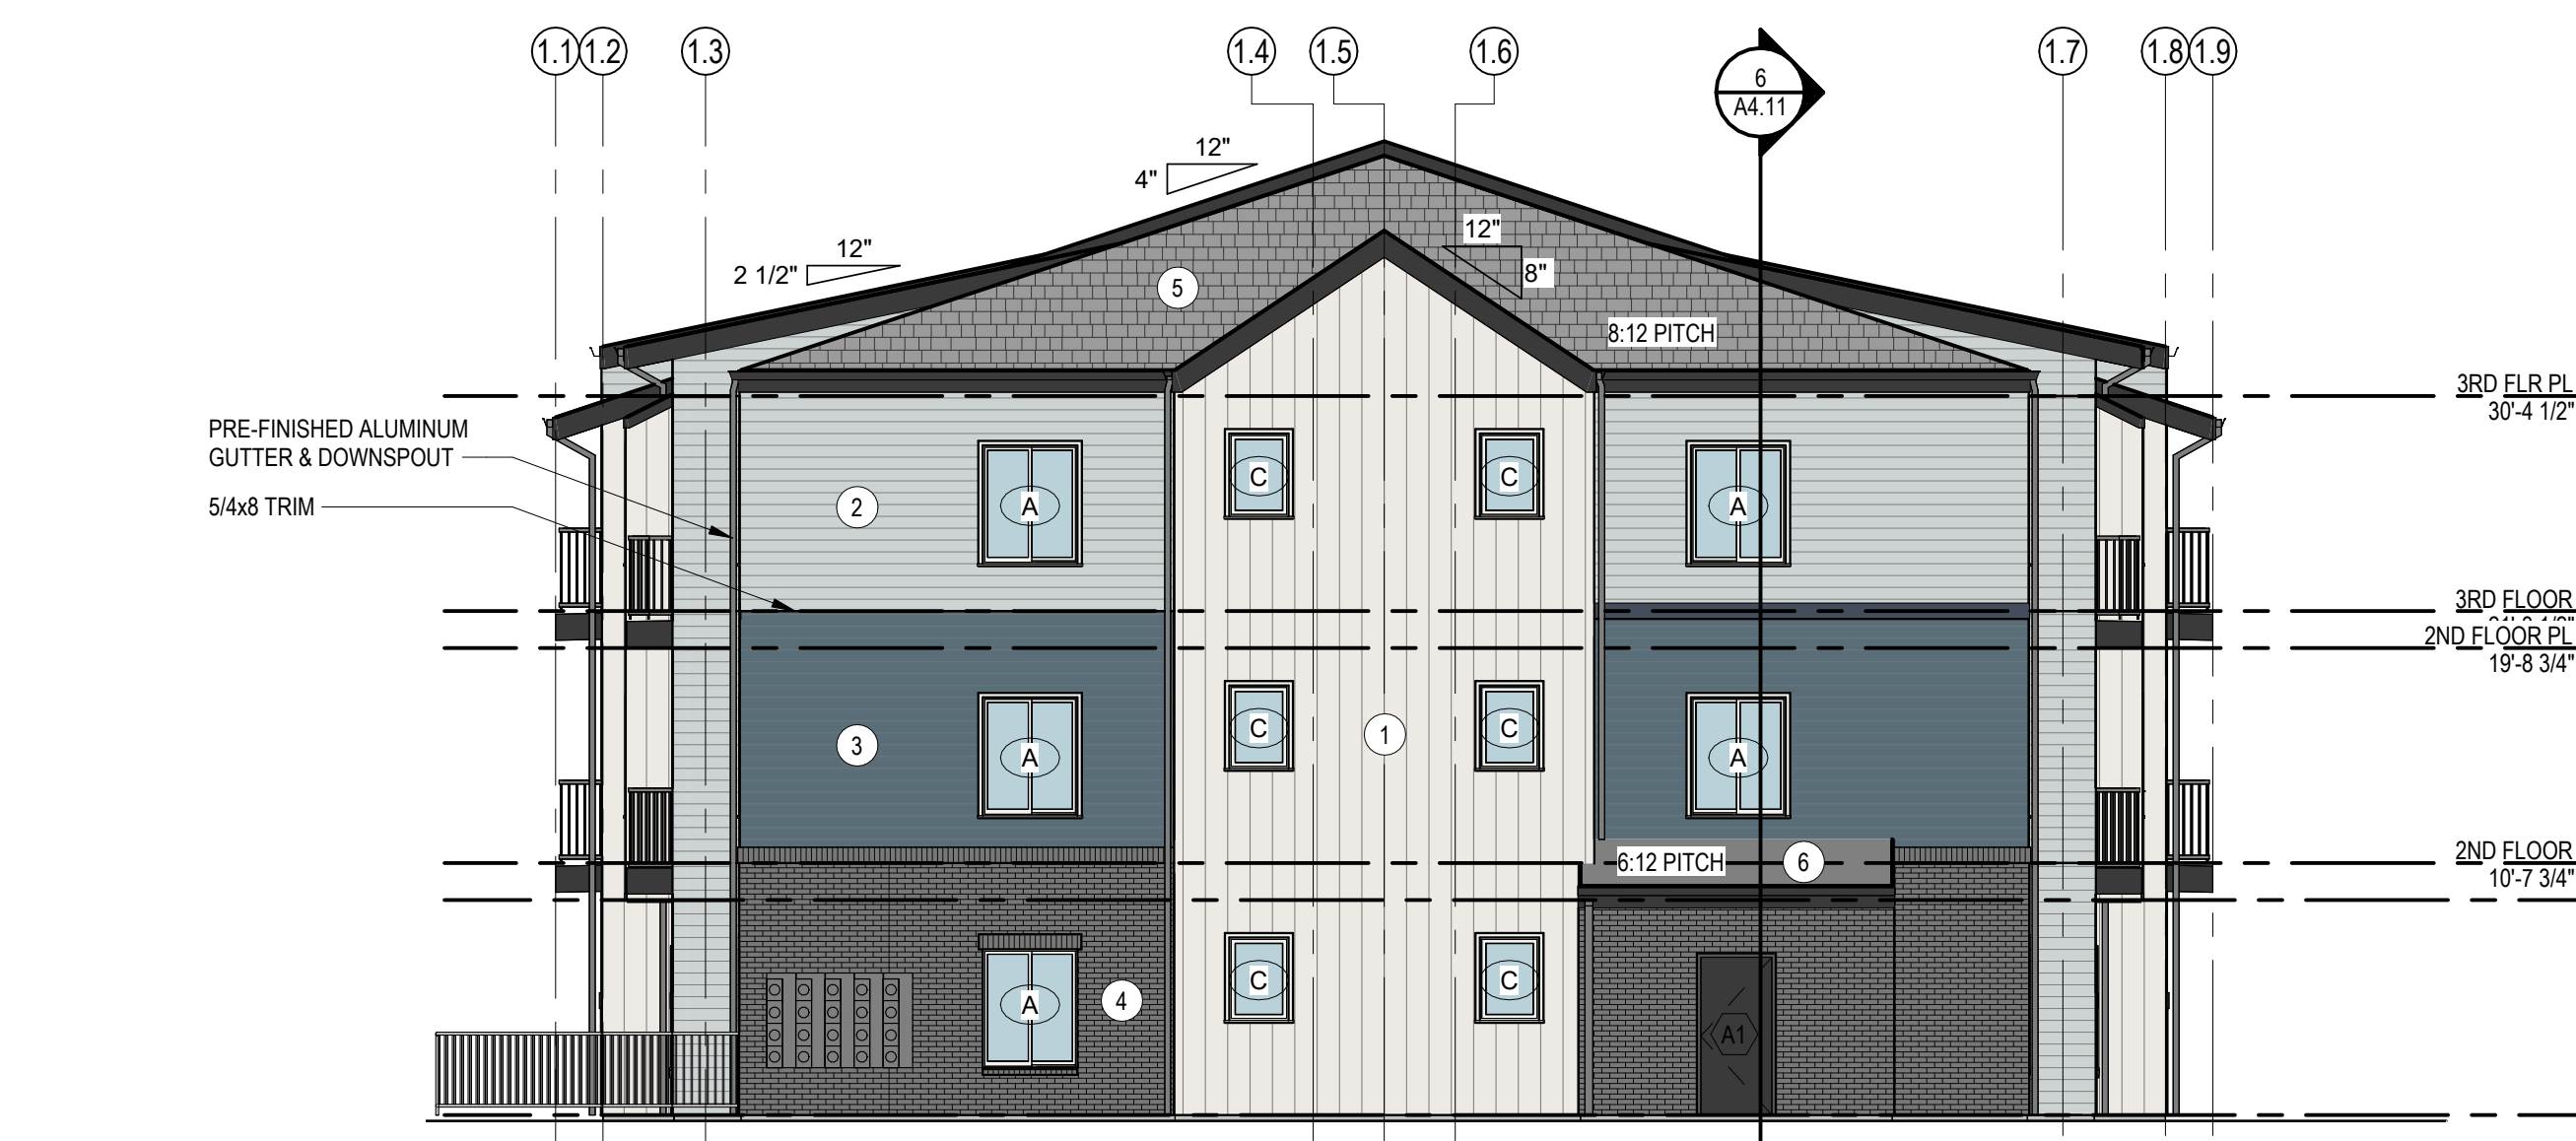 1.1 1.2 1.3 1.4 1.5 1.6 1.7 1.8 1.9
6
A4.11
12"
4"
12"
2 1/2"
12"
8"
5
8:12 PITCH
3RD FLR PL
30'-4 1/2"
PRE-FINISHED ALUMINUM
GUTTER & DOWNSPOUT
5/4x8 TRIM
C C
2 A A
3RD FLOOR
2ND FLOOR PL
19'-8 3/4"
C 1 C
3 A A
2ND FLOOR
10'-7 3/4"
6:12 PITCH 6
C C
A 4
A1